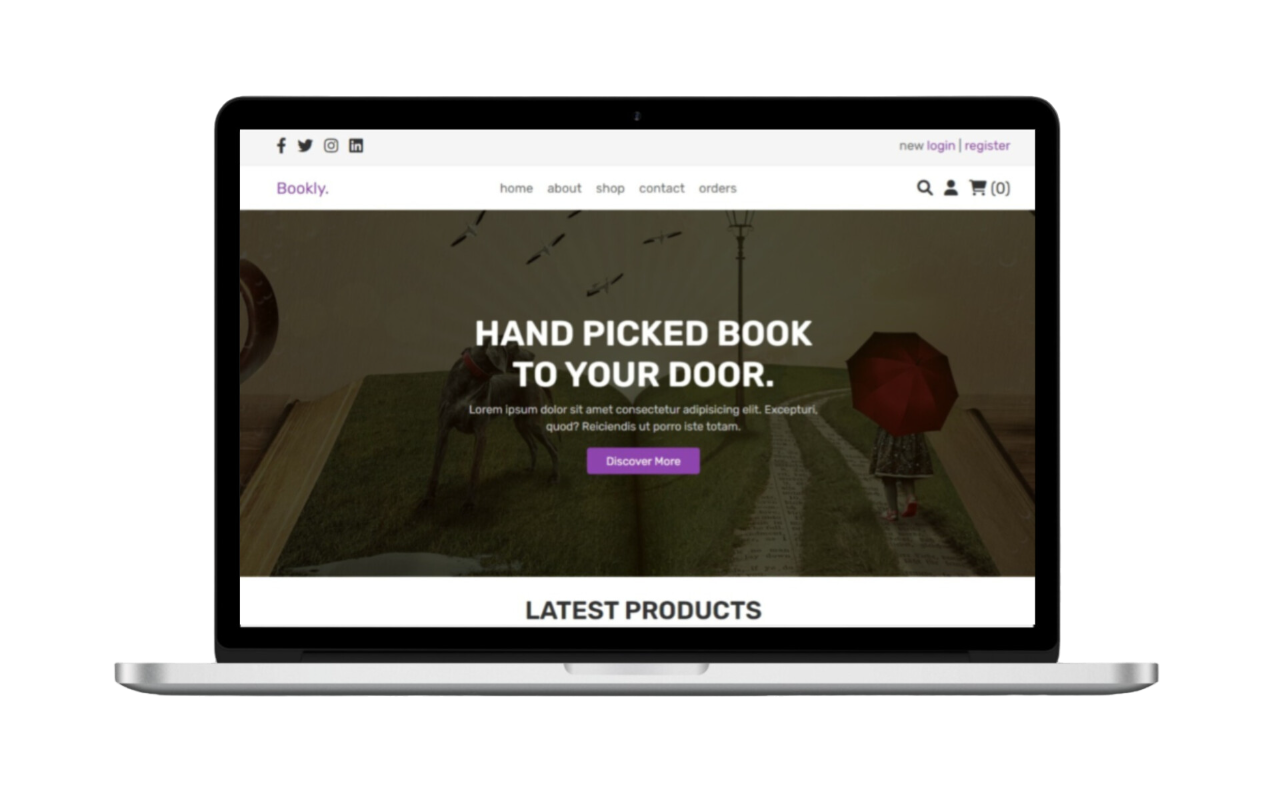 new login | register
Bookly.
home about shop contact orders
(0)
HAND PICKED BOOK
TO YOUR DOOR.
Lorem ipsum dolor sit amet consectetur adipisicing elit. Excepturi,
quod? Reiciendis ut porro iste totam.
Discover More
LATEST PRODUCTS